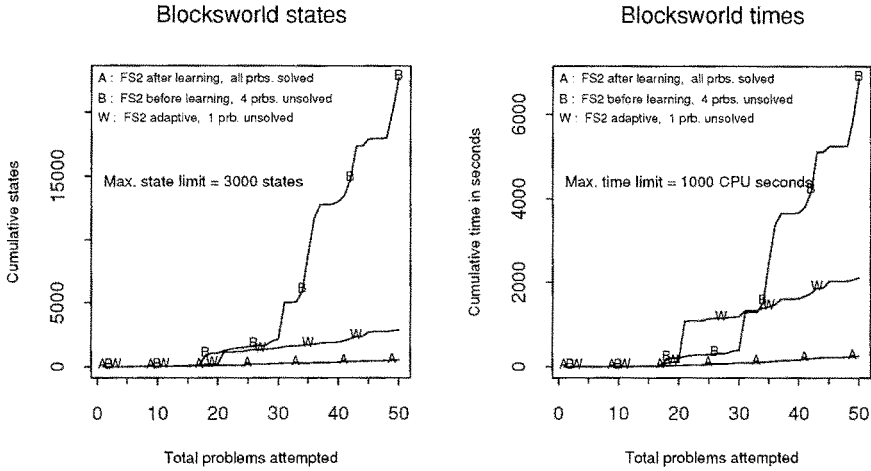 Blocksworld states
A : FS2 after learning, all prbs. solved
B : FS2 before learning, 4 prbs. unsolved
W : FS2 adaptive, 1 prb. unsolved
Max. state limit = 3000 states
Cumulative states
0 5000 15000
0 10 20 30 40 50
Total problems attempted
Blocksworld times
A : FS2 after learning, all prbs. solved
B : FS2 before learning, 4 prbs. unsolved
W : FS2 adaptive, 1 prb. unsolved
Max. time limit = 1000 CPU seconds
Cumulative time in seconds
0 2000 4000 6000
0 10 20 30 40 50
Total problems attempted